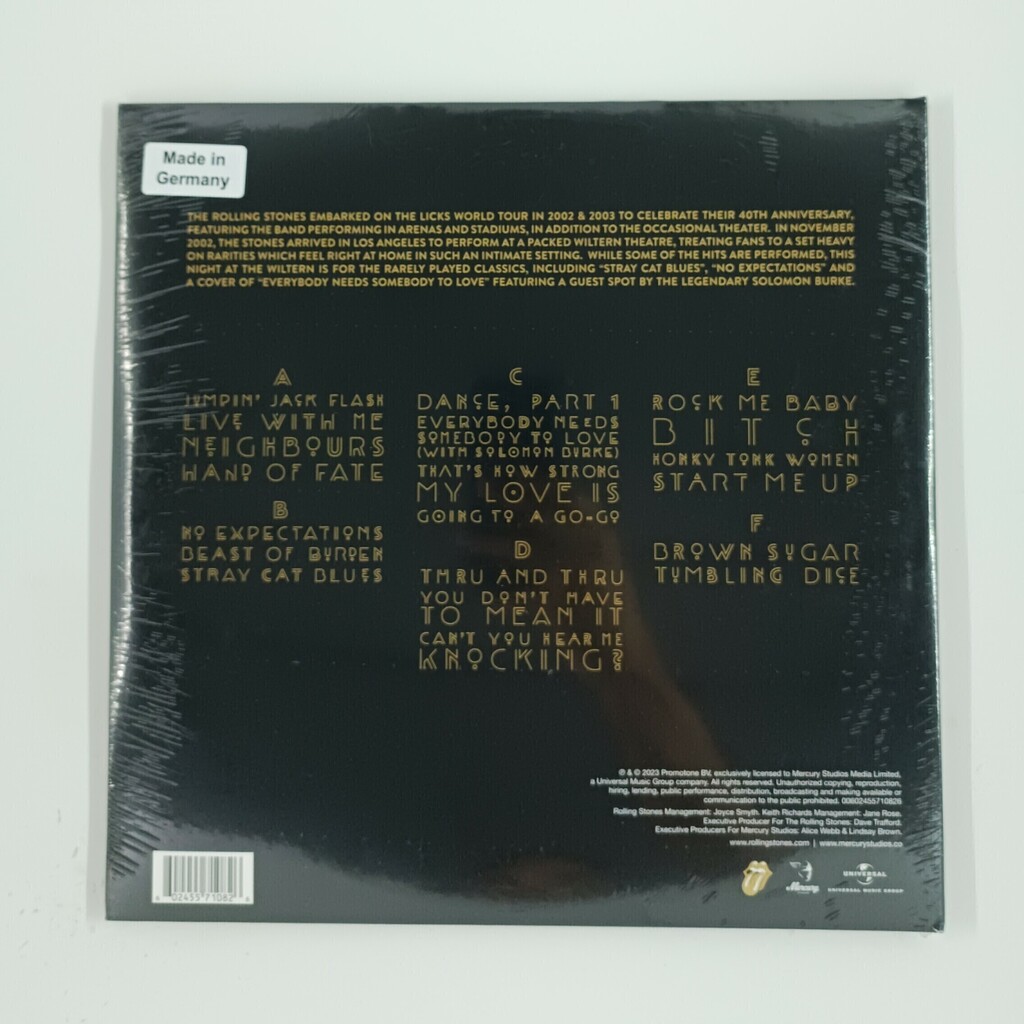 Made in
Germany
THE ROLLING STONES EMBARKED ON THE LICKS WORLD TOUR IN 2002 & 2003 TO CELEBRATE THEIR 40TH ANNIVERSARY,
FEATURING THE BAND PERFORMING IN ARENAS AND STADIUMS, IN ADDITION TO THE OCCASIONAL THEATER. IN NOVEMBER
2002, THE STONES ARRIVED IN LOS ANGELES TO PERFORM AT A PACKED WILTERN THEATRE, TREATING FANS TO A SET HEAVY
ON RARITIES WHICH FEEL RIGHT AT HOME IN SUCH AN INTIMATE SETTING. WHILE SOME OF THE HITS ARE PERFORMED, THIS
NIGHT AT THE WILTERN IS FOR THE RARELY PLAYED CLASSICS, INCLUDING "STRAY CAT BLUES", "NO EXPECTATIONS" AND
A COVER OF "EVERYBODY NEEDS SOMEBODY TO LOVE" FEATURING A GUEST SPOT BY THE LEGENDARY SOLOMON BURKE.
A
JUMPIN' JACK FLASH
LIVE WITH ME
NEIGHBOURS
HAND OF FATE
B
NO EXPECTATIONS
BEAST OF BURDEN
STRAY CAT BLUES
C
DANCE, PART 1
EVERYBODY NEEDS
SOMEBODY TO LOVE
(WITH SOLOMON BURKE)
THAT'S HOW STRONG
MY LOVE IS
GOING TO A GO-GO
D
THRU AND THRU
YOU DON'T HAVE
TO MEAN IT
CAN'T YOU HEAR ME
KNOCKING?
E
ROCK ME BABY
BITCH
HONKY TONK WOMEN
START ME UP
F
BROWN SUGAR
TUMBLING DICE
℗ & © 2023 Promotone BV, exclusively licensed to Mercury Studios Media Limited,
a Universal Music Group company. All rights reserved. Unauthorized copying, reproduction,
hiring, lending, public performance, distribution, broadcasting and making available or
communication to the public prohibited. 00602455710826
Rolling Stones Management: Joyce Smyth. Keith Richards Management: Jane Rose.
Executive Producer For The Rolling Stones: Dave Trafford.
Executive Producers For Mercury Studios: Alice Webb & Lindsay Brown.
www.rollingstones.com | www.mercurystudios.co
6 02455 71082 6
Mercury
UNIVERSAL
UNIVERSAL MUSIC GROUP